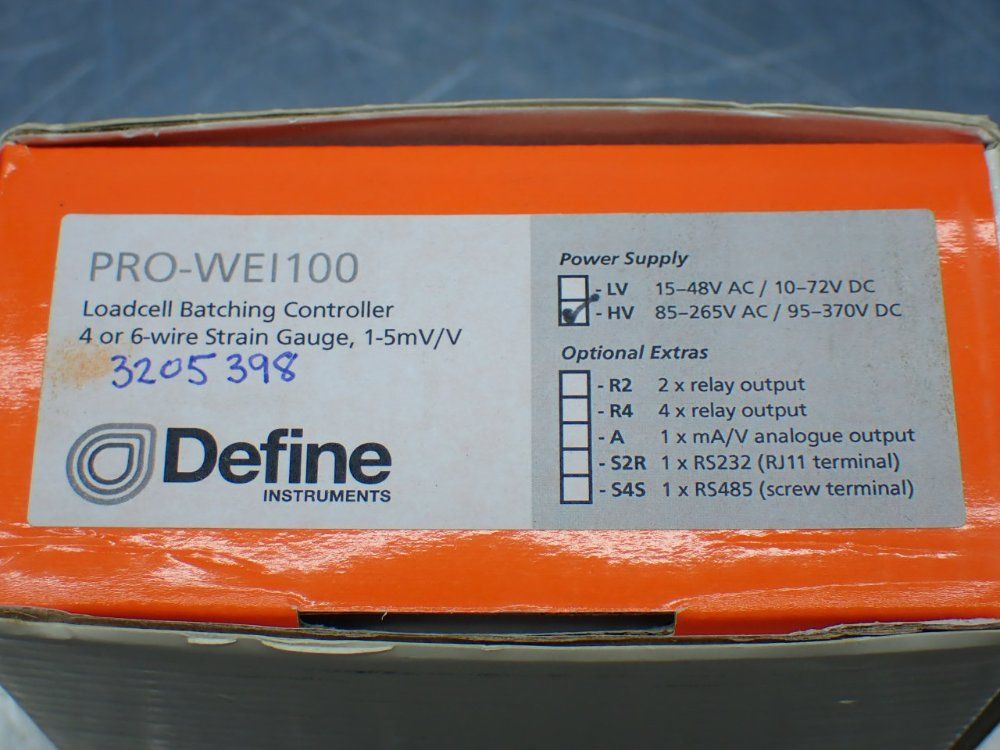 PRO-WEI100
Loadcell Batching Controller
4 or 6-wire Strain Gauge, 1-5mV/V
3205398
Define
INSTRUMENTS
Power Supply
- LV 15–48V AC / 10–72V DC
- HV 85–265V AC / 95–370V DC
Optional Extras
- R2 2 x relay output
- R4 4 x relay output
- A 1 x mA/V analogue output
- S2R 1 x RS232 (RJ11 terminal)
- S4S 1 x RS485 (screw terminal)